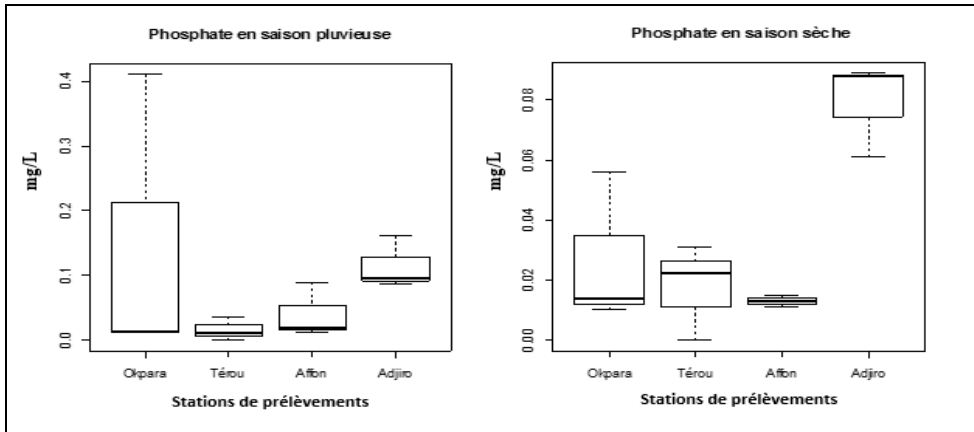 Phosphate en saison pluvieuse
mg/L
0.4
0.3
0.2
0.1
0.0
Okpara Térou Affon Adjiro
Stations de prélèvements
Phosphate en saison sèche
mg/L
0.08
0.06
0.04
0.02
0.00
Okpara Térou Affon Adjiro
Stations de prélèvements